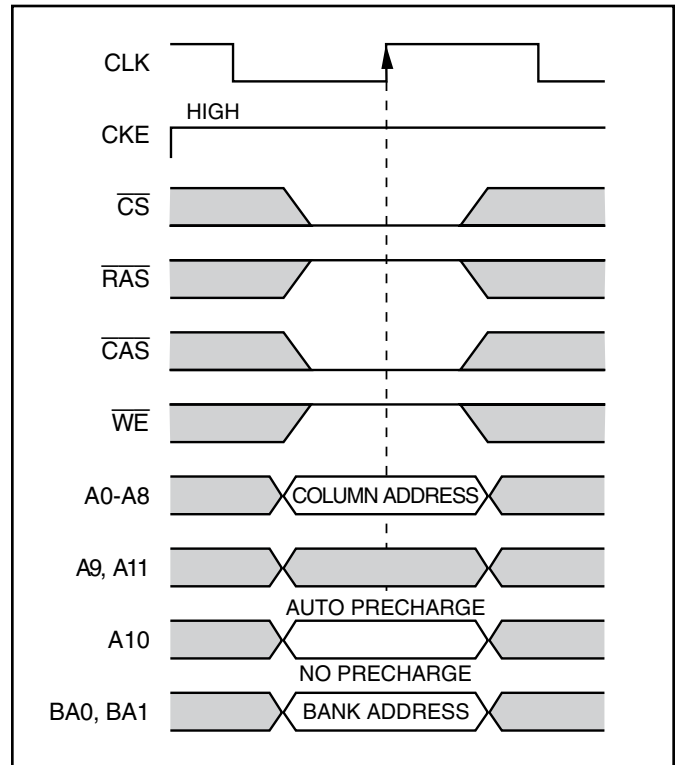 CLK
HIGH
CKE
CS
RAS
CAS
WE
A0-A8 COLUMN ADDRESS
A9, A11
AUTO PRECHARGE
A10
NO PRECHARGE
BA0, BA1 BANK ADDRESS